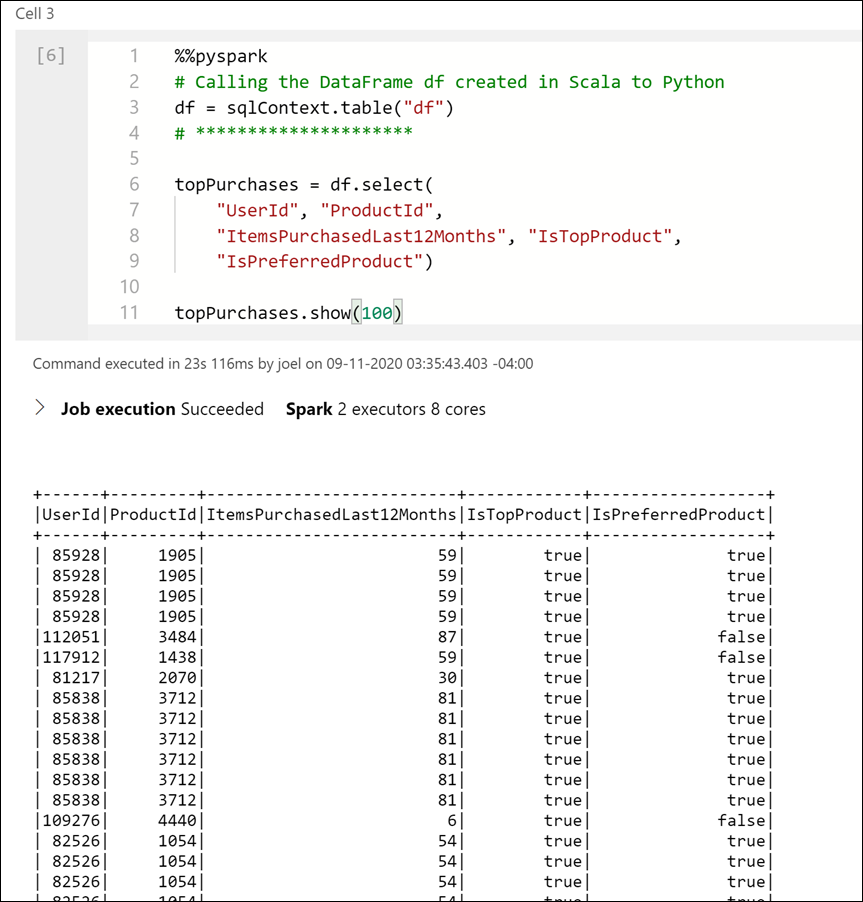 Cell 3
[6]
1 %%pyspark
2 # Calling the DataFrame df created in Scala to Python
3 df = sqlContext.table("df")
4 # *********************
5
6 topPurchases = df.select(
7     "UserId", "ProductId",
8     "ItemsPurchasedLast12Months", "IsTopProduct",
9     "IsPreferredProduct")
10
11 topPurchases.show(100)
Command executed in 23s 116ms by joel on 09-11-2020 03:35:43.403 -04:00
Job execution Succeeded Spark 2 executors 8 cores
+------+---------+--------------------------+------------+------------------+
|UserId|ProductId|ItemsPurchasedLast12Months|IsTopProduct|IsPreferredProduct|
+------+---------+--------------------------+------------+------------------+
| 85928|     1905|                        59|        true|              true|
| 85928|     1905|                        59|        true|              true|
| 85928|     1905|                        59|        true|              true|
| 85928|     1905|                        59|        true|              true|
|112051|     3484|                        87|        true|             false|
|117912|     1438|                        59|        true|             false|
| 81217|     2070|                        30|        true|              true|
| 85838|     3712|                        81|        true|              true|
| 85838|     3712|                        81|        true|              true|
| 85838|     3712|                        81|        true|              true|
| 85838|     3712|                        81|        true|              true|
| 85838|     3712|                        81|        true|              true|
| 85838|     3712|                        81|        true|              true|
|109276|     4440|                         6|        true|             false|
| 82526|     1054|                        54|        true|              true|
| 82526|     1054|                        54|        true|              true|
| 82526|     1054|                        54|        true|              true|